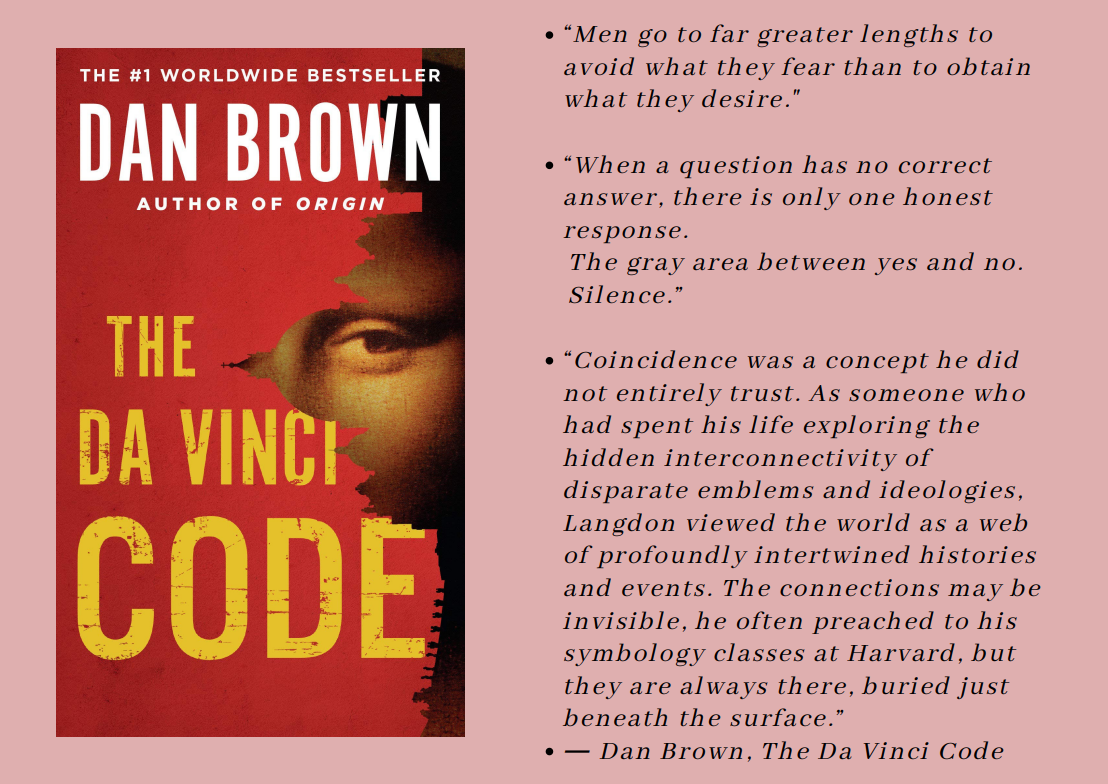 THE #1 WORLDWIDE BESTSELLER
DAN BROWN
AUTHOR OF ORIGIN
THE
DA VINCI
CODE
• “Men go to far greater lengths to
avoid what they fear than to obtain
what they desire."
• “When a question has no correct
answer, there is only one honest
response.
The gray area between yes and no.
Silence.”
• “Coincidence was a concept he did
not entirely trust. As someone who
had spent his life exploring the
hidden interconnectivity of
disparate emblems and ideologies,
Langdon viewed the world as a web
of profoundly intertwined histories
and events. The connections may be
invisible, he often preached to his
symbology classes at Harvard, but
they are always there, buried just
beneath the surface.”
• — Dan Brown, The Da Vinci Code